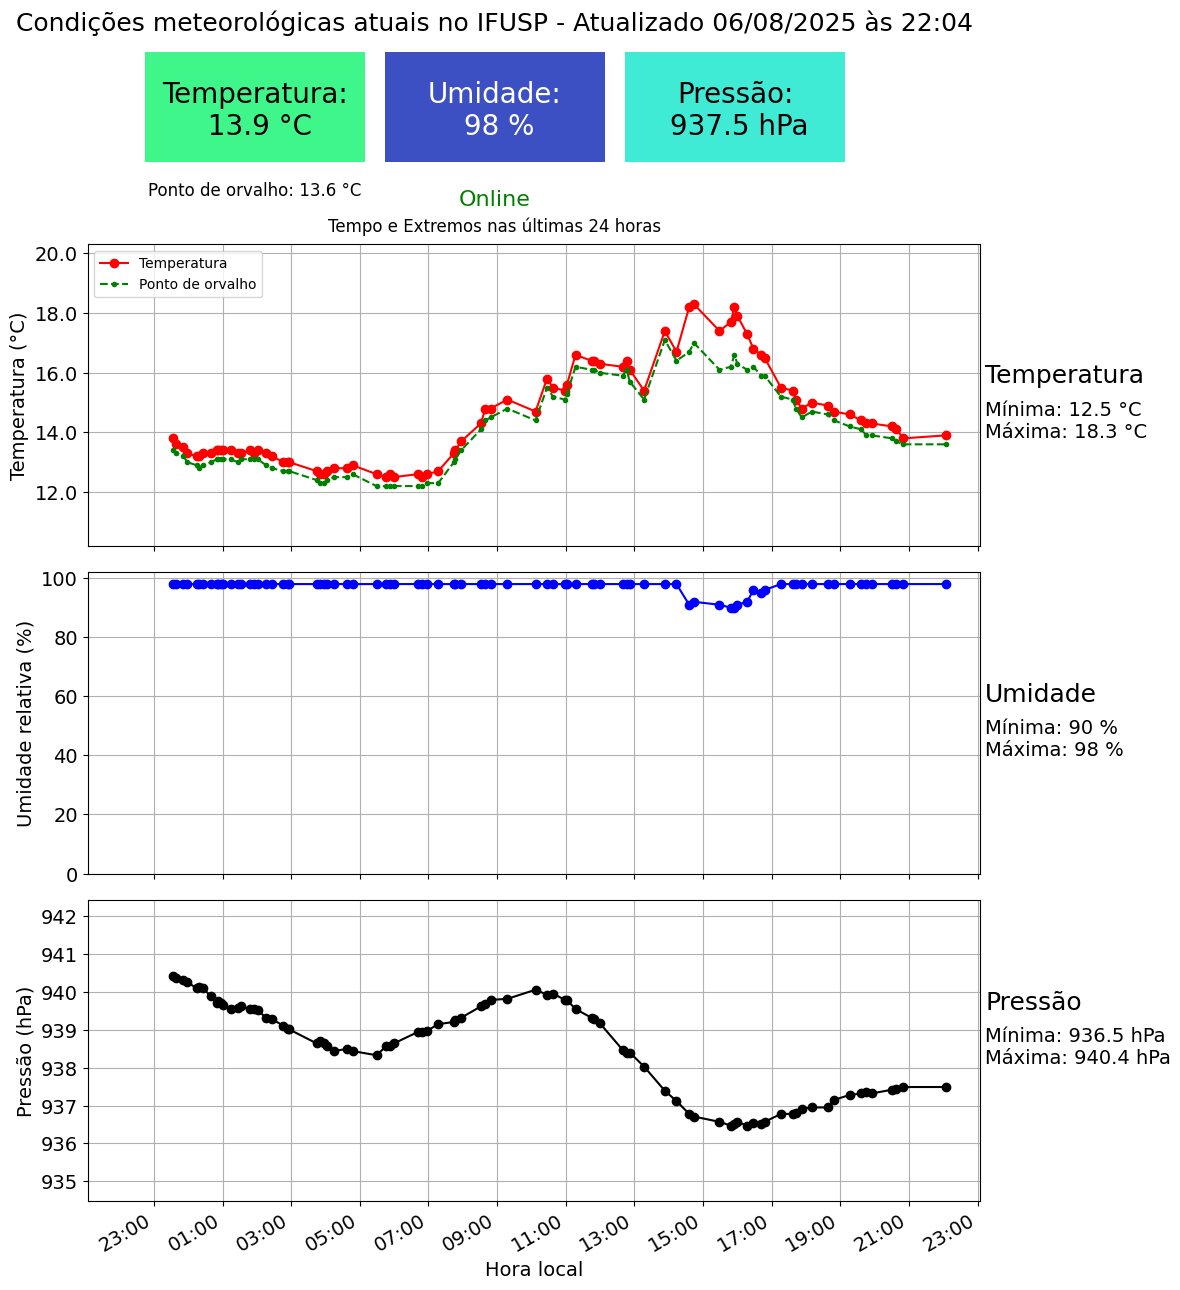 Condições meteorológicas atuais no IFUSP - Atualizado 06/08/2025 às 22:04
Temperatura:
13.9 °C
Umidade:
98 %
Pressão:
937.5 hPa
Ponto de orvalho: 13.6 °C
Online
Tempo e Extremos nas últimas 24 horas
Temperatura (°C)
20.0
18.0
16.0
14.0
12.0
Temperatura
Ponto de orvalho
Temperatura
Mínima: 12.5 °C
Máxima: 18.3 °C
Umidade relativa (%)
100
80
60
40
20
0
Umidade
Mínima: 90 %
Máxima: 98 %
Pressão (hPa)
942
941
940
939
938
937
936
935
Pressão
Mínima: 936.5 hPa
Máxima: 940.4 hPa
23:00 01:00 03:00 05:00 07:00 09:00 11:00 13:00 15:00 17:00 19:00 21:00 23:00
Hora local